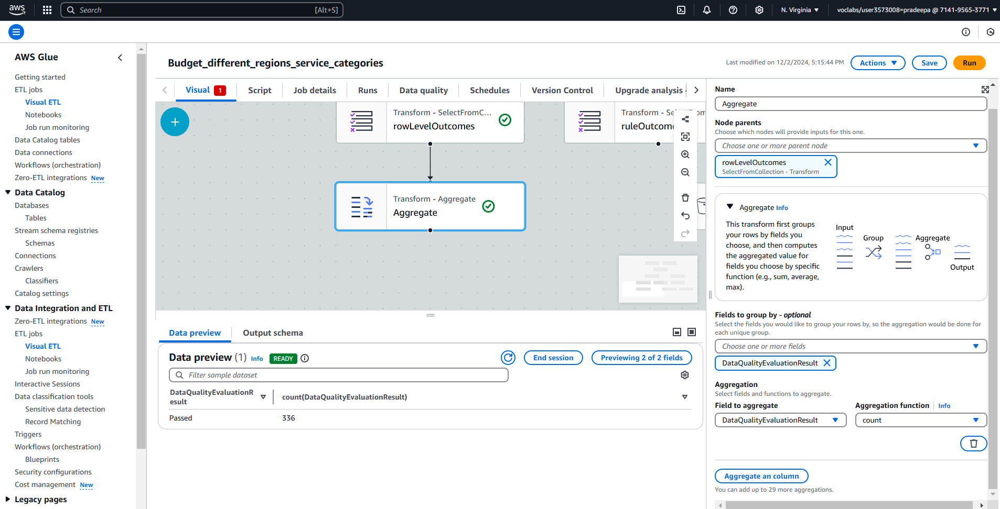 aws
Search
[Alt+S]
N. Virginia
voclabs/user3573008=pradeepa @ 7141-9565-3771
AWS Glue
Getting started
ETL jobs
Visual ETL
Notebooks
Job run monitoring
Data Catalog tables
Data connections
Workflows (orchestration)
Zero-ETL integrations New
Data Catalog
Databases
Tables
Stream schema registries
Schemas
Connections
Crawlers
Classifiers
Catalog settings
Data Integration and ETL
Zero-ETL integrations New
ETL jobs
Visual ETL
Notebooks
Job run monitoring
Interactive Sessions
Data classification tools
Sensitive data detection
Record Matching
Triggers
Workflows (orchestration)
Blueprints
Security configurations
Cost management New
Legacy pages
Budget_different_regions_service_categories
Last modified on 12/2/2024, 5:15:44 PM
Actions
Save
Run
Visual 1
Script
Job details
Runs
Data quality
Schedules
Version Control
Upgrade analysis -
Transform - SelectFromC...
rowLevelOutcomes
Transform - SelectFrom
ruleOutcome
Transform - Aggregate
Aggregate
Data preview
Output schema
Data preview (1) Info READY
End session
Previewing 2 of 2 fields
Filter sample dataset
DataQualityEvaluationR
esult
count(DataQualityEvaluationResult)
Passed
336
Name
Aggregate
Node parents
Choose which nodes will provide inputs for this one.
Choose one or more parent node
rowLevelOutcomes
SelectFromCollection - Transform
Aggregate Info
This transform first groups
your rows by fields you
choose, and then computes
the aggregated value for
fields you choose by specific
function (e.g., sum, average,
max).
Input
Group
Aggregate
Output
Fields to group by - optional
Select the fields you would like to group your rows by, so the aggregation would be done for
each unique group.
Choose one or more fields
DataQualityEvaluationResult
Aggregation
Select fields and functions to aggregate.
Field to aggregate
Aggregation function Info
DataQualityEvaluationResult
count
Aggregate an column
You can add up to 29 more aggregations.